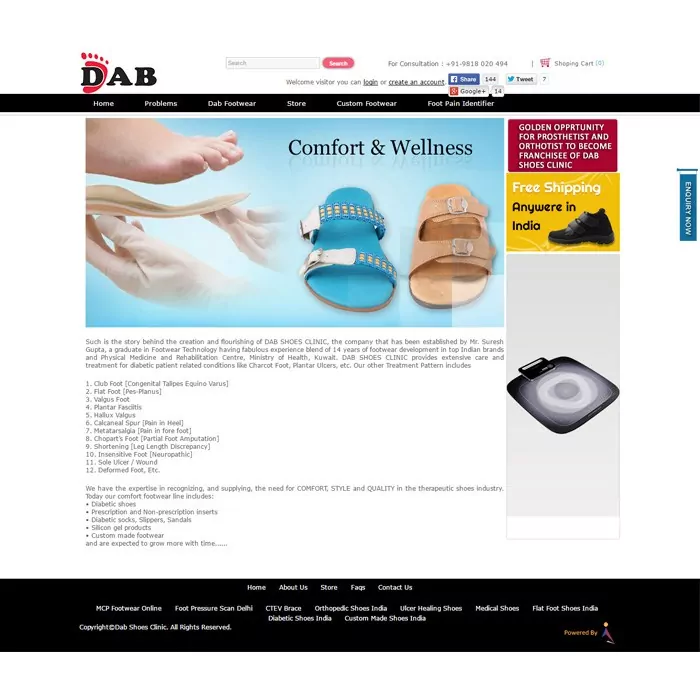 DAB
Search
Search
For Consultation : +91-9818 020 494
|
Shoping Cart (0)
Welcome visitor you can login or create an account.
Share 144
Tweet 7
Google+ 14
Home Problems Dab Footwear Store Custom Footwear Foot Pain Identifier
Comfort & Wellness
GOLDEN OPPRTUNITY
FOR PROSTHETIST AND
ORTHOTIST TO BECOME
FRANCHISEE OF DAB
SHOES CLINIC
Free Shipping
Anywere in
India
ENQUIRY NOW
Such is the story behind the creation and flourishing of DAB SHOES CLINIC, the company that has been established by Mr. Suresh
Gupta, a graduate in Footwear Technology having fabulous experience blend of 14 years of footwear development in top Indian brands
and Physical Medicine and Rehabilitation Centre, Ministry of Health, Kuwait. DAB SHOES CLINIC provides extensive care and
treatment for diabetic patient related conditions like Charcot Foot, Plantar Ulcers, etc. Our other Treatment Pattern includes
1. Club Foot [Congenital Talipes Equino Varus]
2. Flat Foot [Pes-Planus]
3. Valgus Foot
4. Plantar Fasciitis
5. Hallux Valgus
6. Calcaneal Spur [Pain in Heel]
7. Metatarsalgia [Pain in fore foot]
8. Chopart's Foot [Partial Foot Amputation]
9. Shortening [Leg Length Discrepancy]
10. Insensitive Foot [Neuropathic]
11. Sole Ulcer / Wound
12. Deformed Foot, Etc.
We have the expertise in recognizing, and supplying, the need for COMFORT, STYLE and QUALITY in the therapeutic shoes industry.
Today our comfort footwear line includes:
• Diabetic shoes
• Prescription and Non-prescription inserts
• Diabetic socks, Slippers, Sandals
• Silicon gel products
• Custom made footwear
and are expected to grow more with time......
Home About Us Store Faqs Contact Us
MCP Footwear Online Foot Pressure Scan Delhi CTEV Brace Orthopedic Shoes India Ulcer Healing Shoes Medical Shoes Flat Foot Shoes India
Diabetic Shoes India Custom Made Shoes India
Copyright©Dab Shoes Clinic. All Rights Reserved.
Powered By